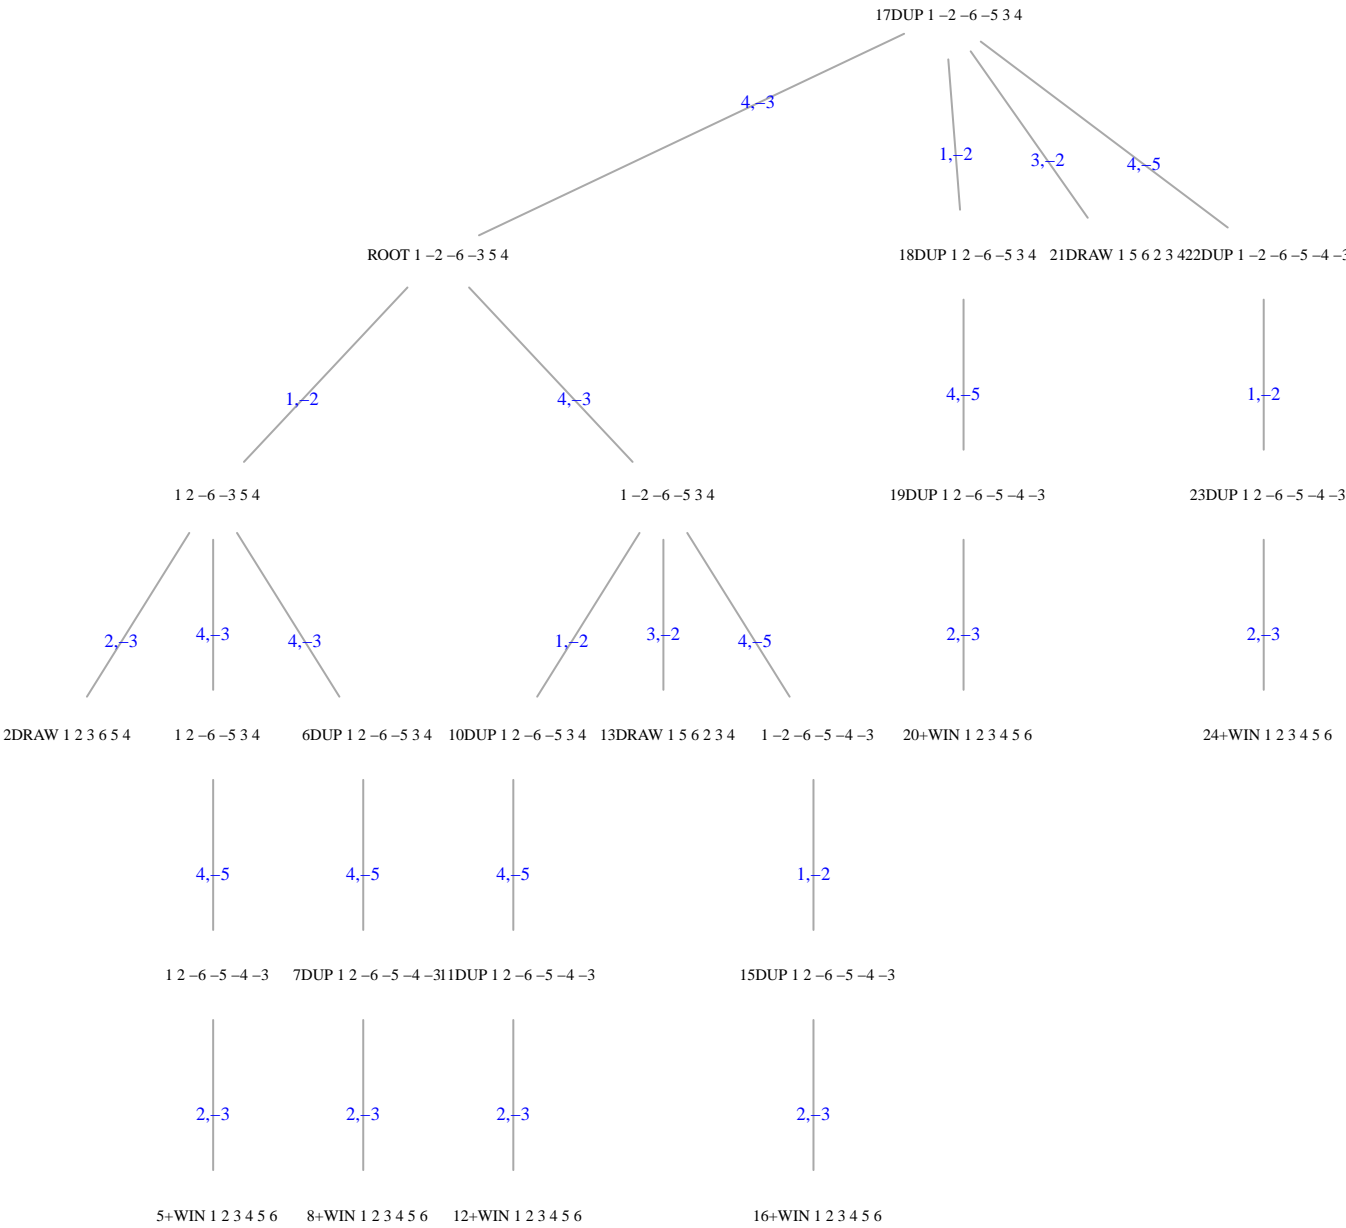 17DUP 1 –2 –6 –5 3 4
4,–3
1,–2
3,–2
4,–5
ROOT 1 –2 –6 –3 5 4
18DUP 1 2 –6 –5 3 4
21DRAW 1 5 6 2 3 4
22DUP 1 –2 –6 –5 –4 –3
1,–2
4,–3
4,–5
1,–2
1 2 –6 –3 5 4
1 –2 –6 –5 3 4
19DUP 1 2 –6 –5 –4 –3
23DUP 1 2 –6 –5 –4 –3
2,–3
4,–3
4,–3
1,–2
3,–2
4,–5
2,–3
2,–3
2DRAW 1 2 3 6 5 4
1 2 –6 –5 3 4
6DUP 1 2 –6 –5 3 4
10DUP 1 2 –6 –5 3 4
13DRAW 1 5 6 2 3 4
1 –2 –6 –5 –4 –3
20+WIN 1 2 3 4 5 6
24+WIN 1 2 3 4 5 6
4,–5
4,–5
4,–5
1,–2
1 2 –6 –5 –4 –3
7DUP 1 2 –6 –5 –4 –3
11DUP 1 2 –6 –5 –4 –3
15DUP 1 2 –6 –5 –4 –3
2,–3
2,–3
2,–3
2,–3
5+WIN 1 2 3 4 5 6
8+WIN 1 2 3 4 5 6
12+WIN 1 2 3 4 5 6
16+WIN 1 2 3 4 5 6